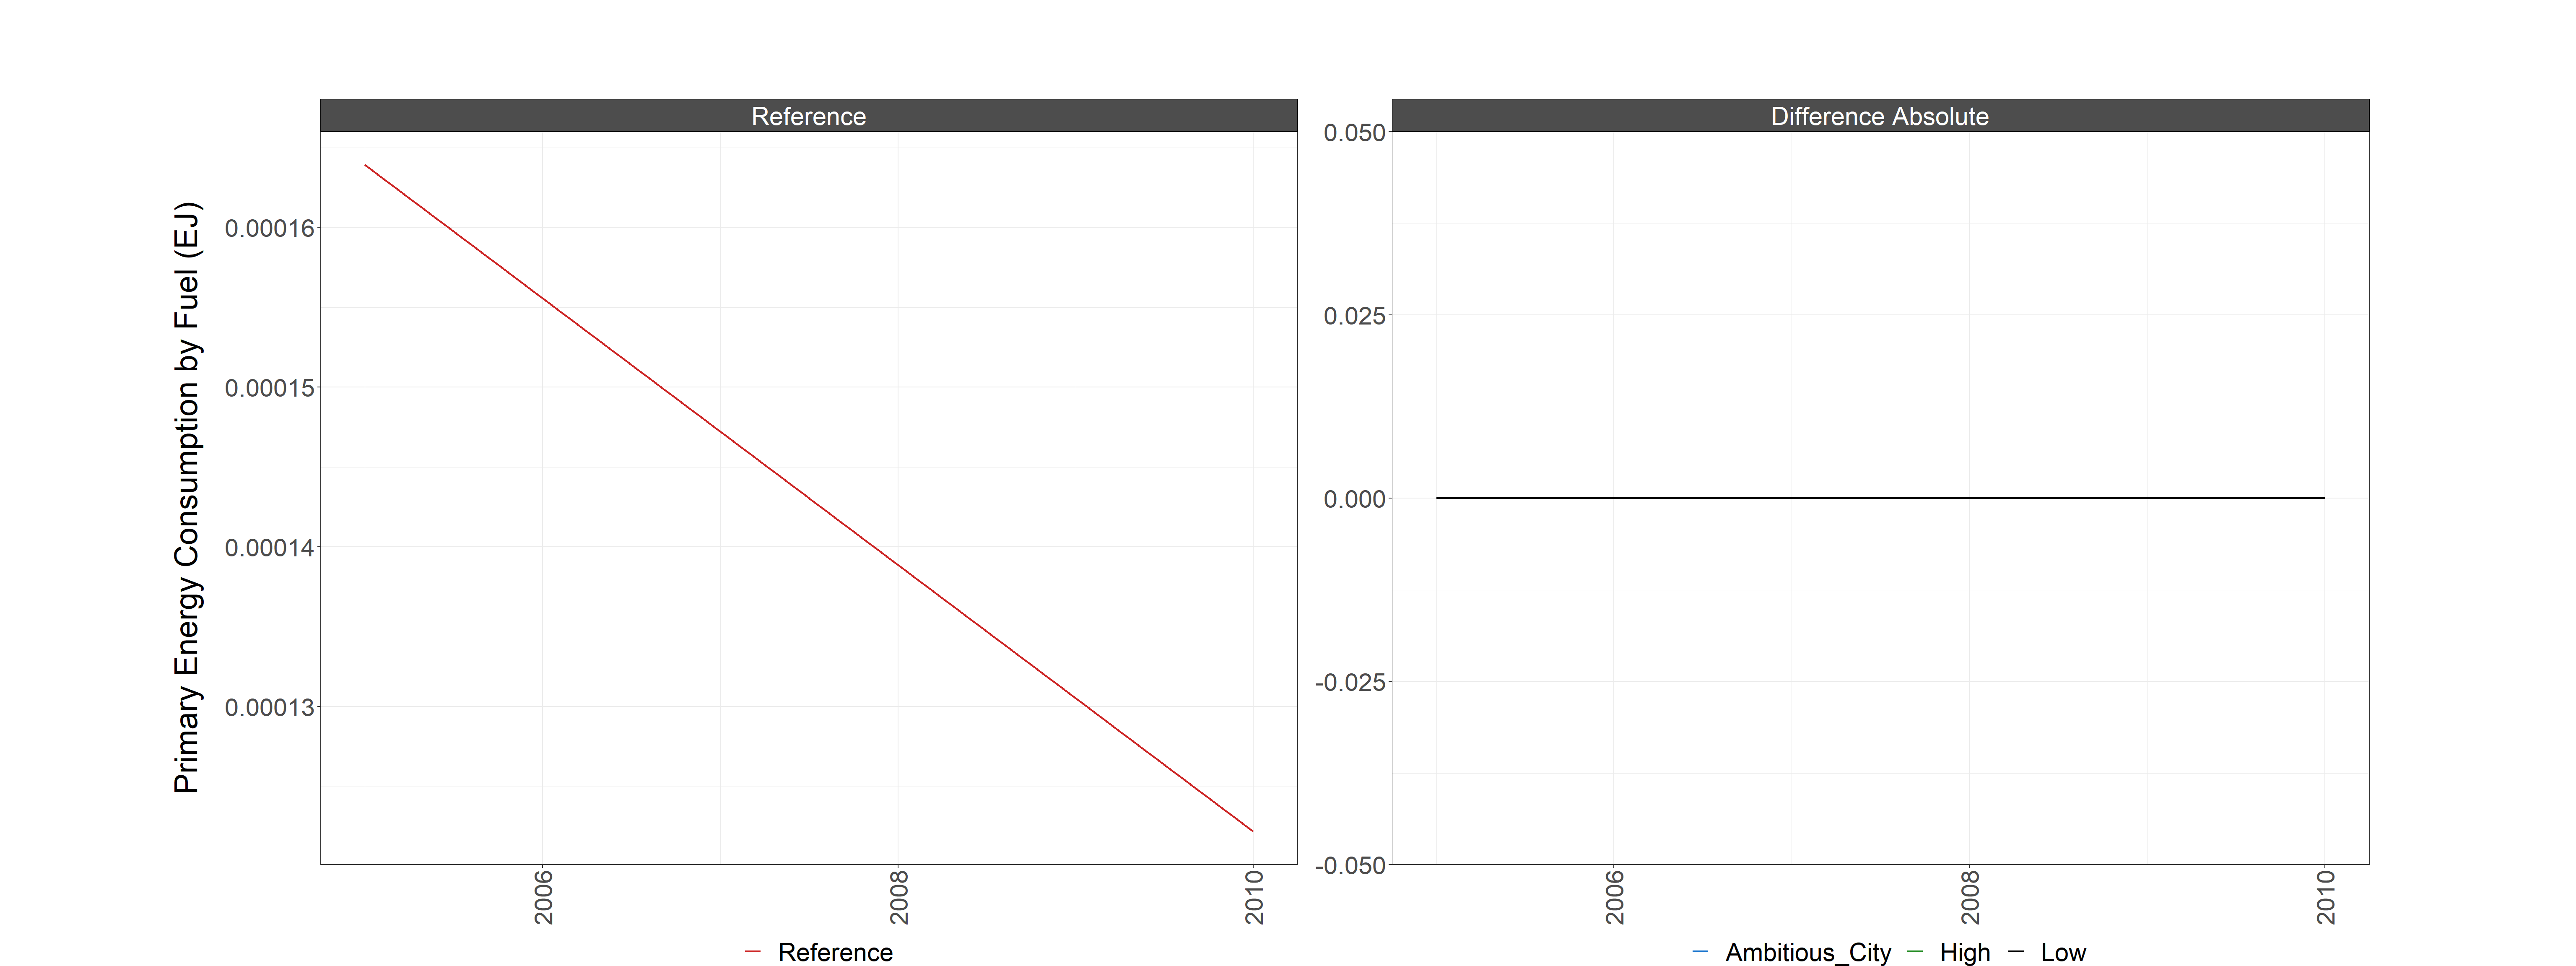 Reference
Difference Absolute
Primary Energy Consumption by Fuel (EJ)
0.00016
0.00015
0.00014
0.00013
0.050
0.025
0.000
-0.025
-0.050
2006
2008
2010
2006
2008
2010
Reference
Ambitious_City
High
Low